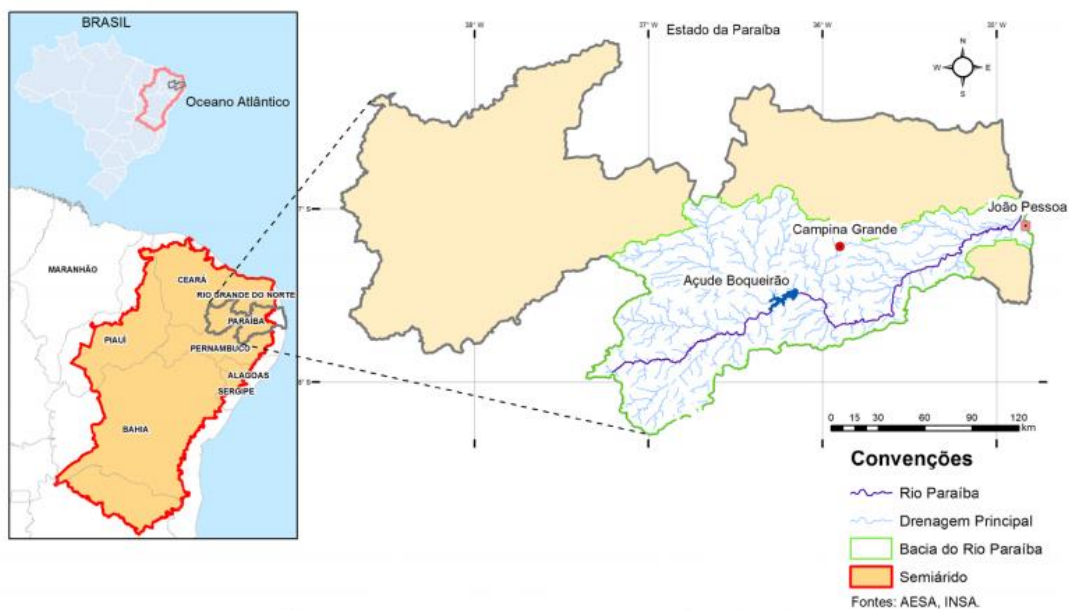 BRASIL
Oceano Atlântico
MARANHÃO
CEARÁ
RIO GRANDE DO NORTE
PARAÍBA
PIAUÍ
PERNAMBUCO
ALAGOAS
SERGIPE
BAHIA
38° W
37° W
36° W
35° W
Estado da Paraíba
N
W
E
S
7° S
João Pessoa
Campina Grande
Açude Boqueirão
8° S
0 15 30 60 90 120
km
Convenções
Rio Paraíba
Drenagem Principal
Bacia do Rio Paraíba
Semiárido
Fontes: AESA, INSA.